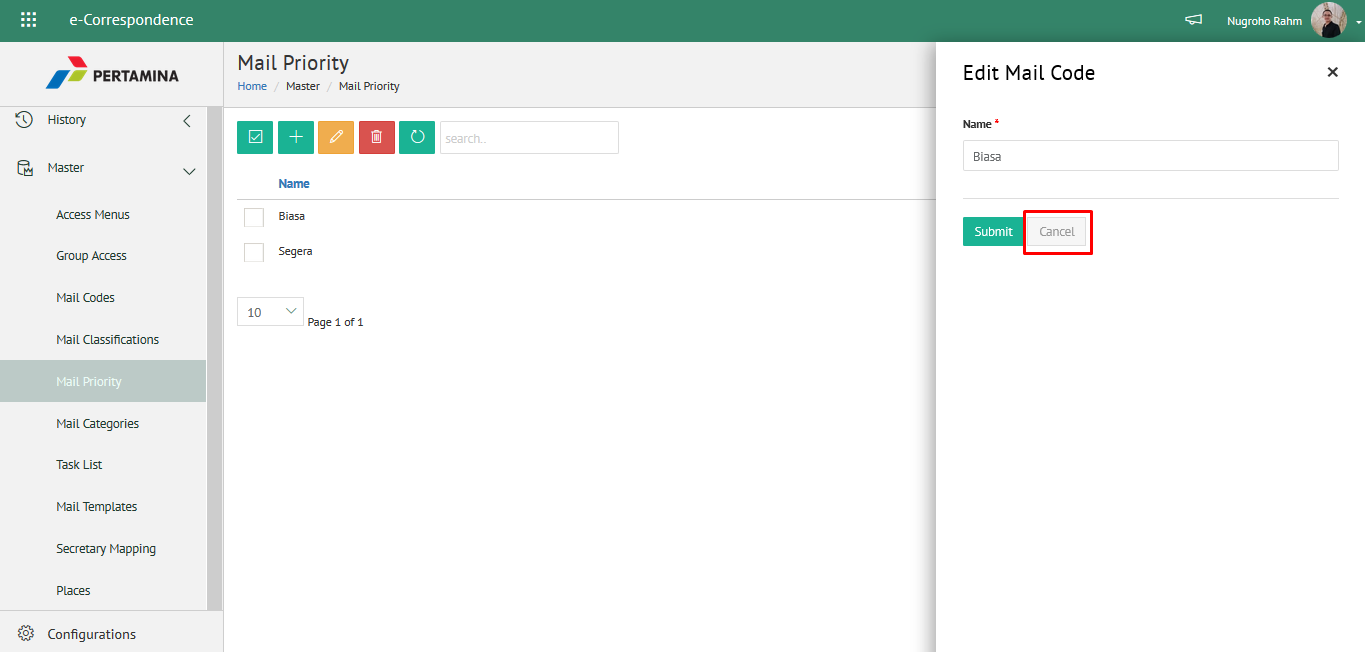 e-Correspondence
Nugroho Rahm
PERTAMINA
History
Master
Access Menus
Group Access
Mail Codes
Mail Classifications
Mail Priority
Mail Categories
Task List
Mail Templates
Secretary Mapping
Places
Configurations
Mail Priority
Home / Master / Mail Priority
search..
Name
Biasa
Segera
10
Page 1 of 1
Edit Mail Code
×
Name *
Biasa
Submit
Cancel